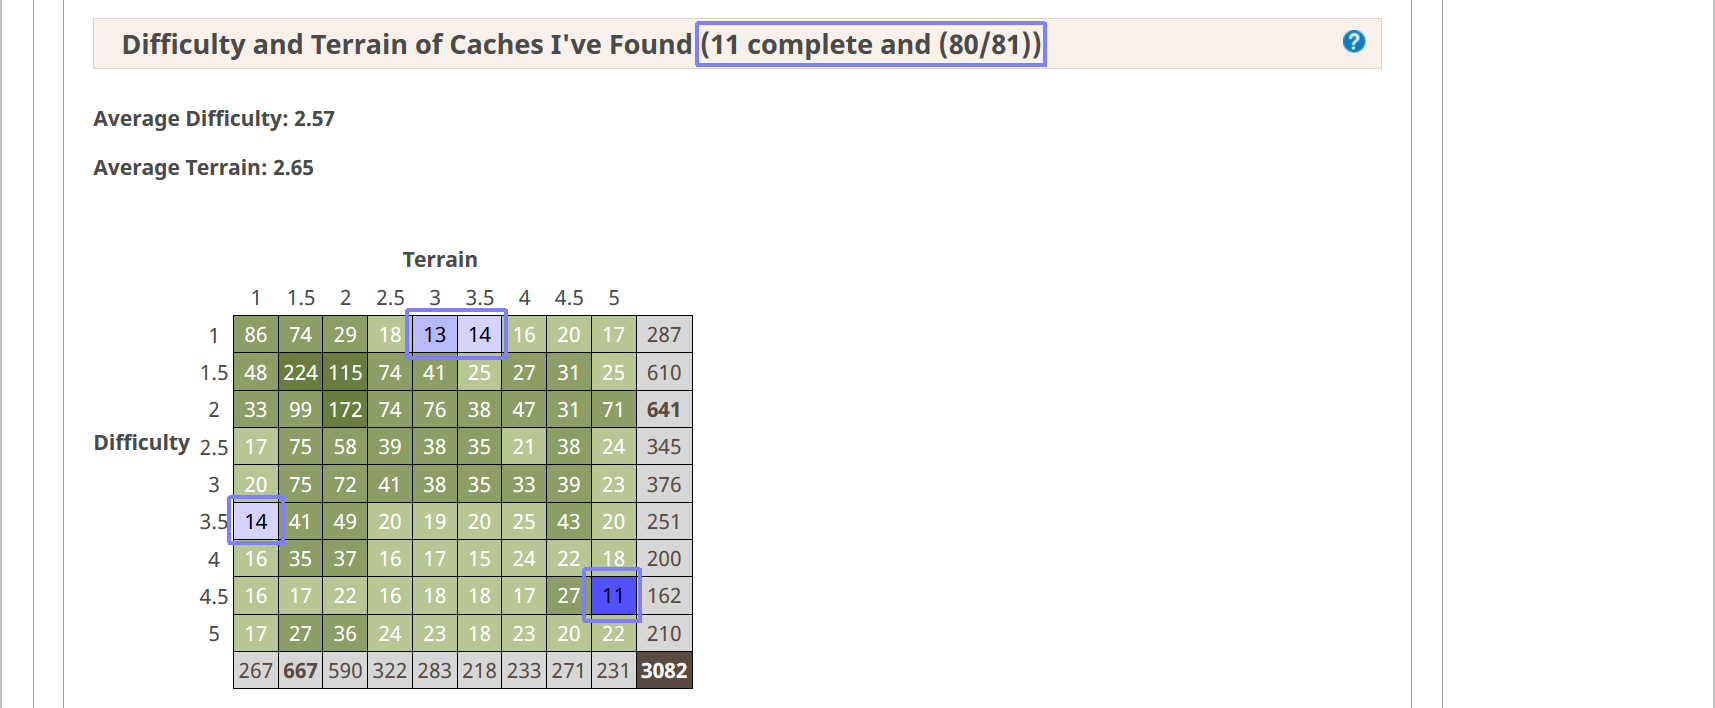 Difficulty and Terrain of Caches I've Found (11 complete and (80/81))
?
Average Difficulty: 2.57
Average Terrain: 2.65
Terrain
1 1.5 2 2.5 3 3.5 4 4.5 5
1 86 74 29 18 13 14 16 20 17 287
1.5 48 224 115 74 41 25 27 31 25 610
2 33 99 172 74 76 38 47 31 71 641
Difficulty
2.5 17 75 58 39 38 35 21 38 24 345
3 20 75 72 41 38 35 33 39 23 376
3.5 14 41 49 20 19 20 25 43 20 251
4 16 35 37 16 17 15 24 22 18 200
4.5 16 17 22 16 18 18 17 27 11 162
5 17 27 36 24 23 18 23 20 22 210
267 667 590 322 283 218 233 271 231 3082